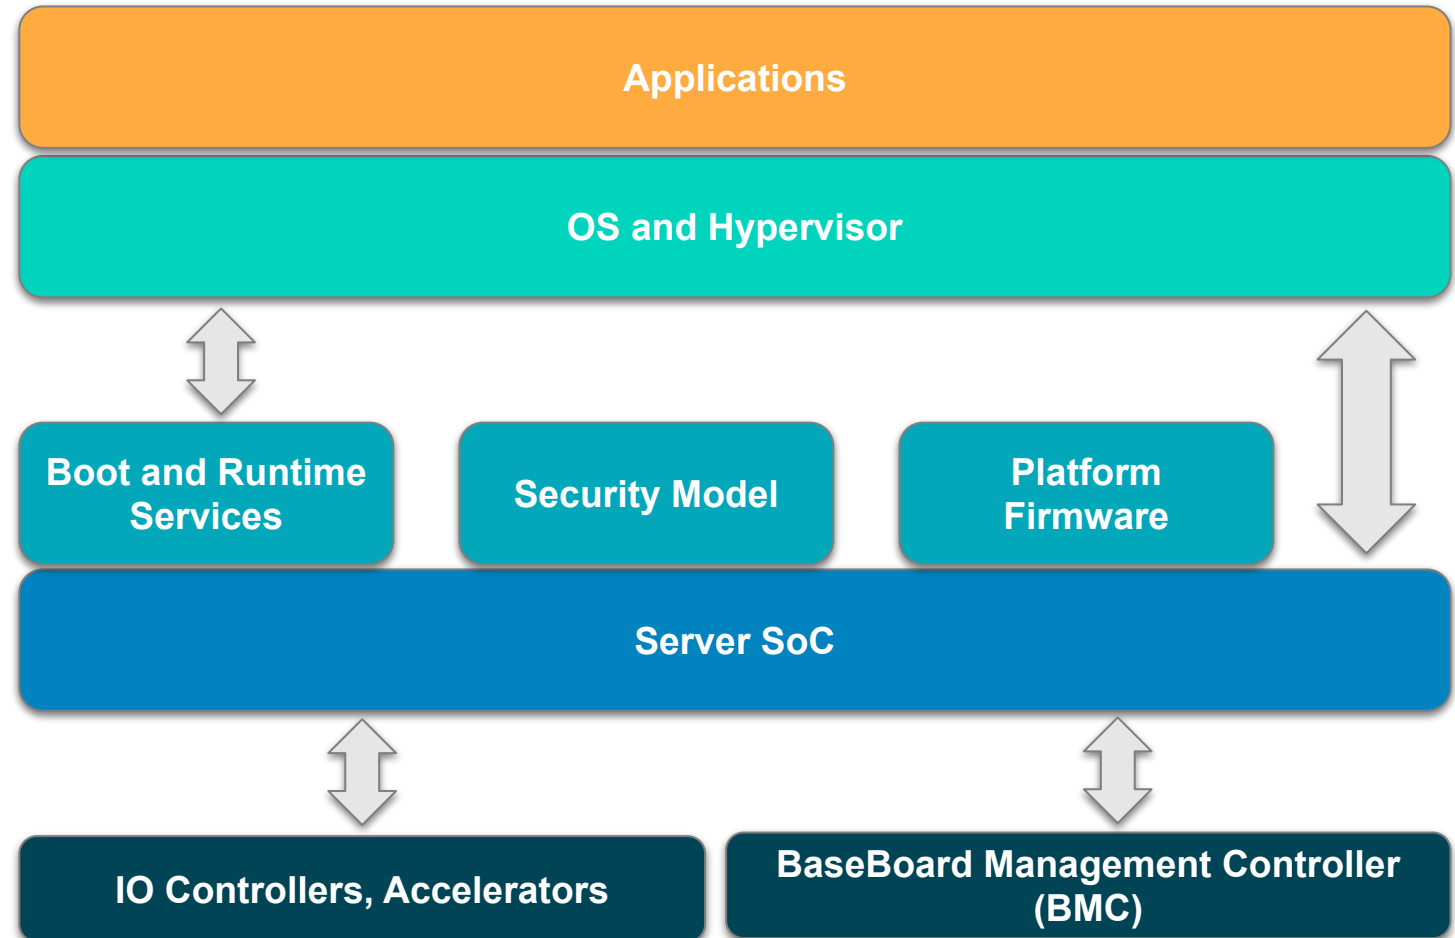 Applications
OS and Hypervisor
Boot and Runtime
Services
Security Model
Platform
Firmware
Server SoC
IO Controllers, Accelerators
BaseBoard Management Controller
(BMC)